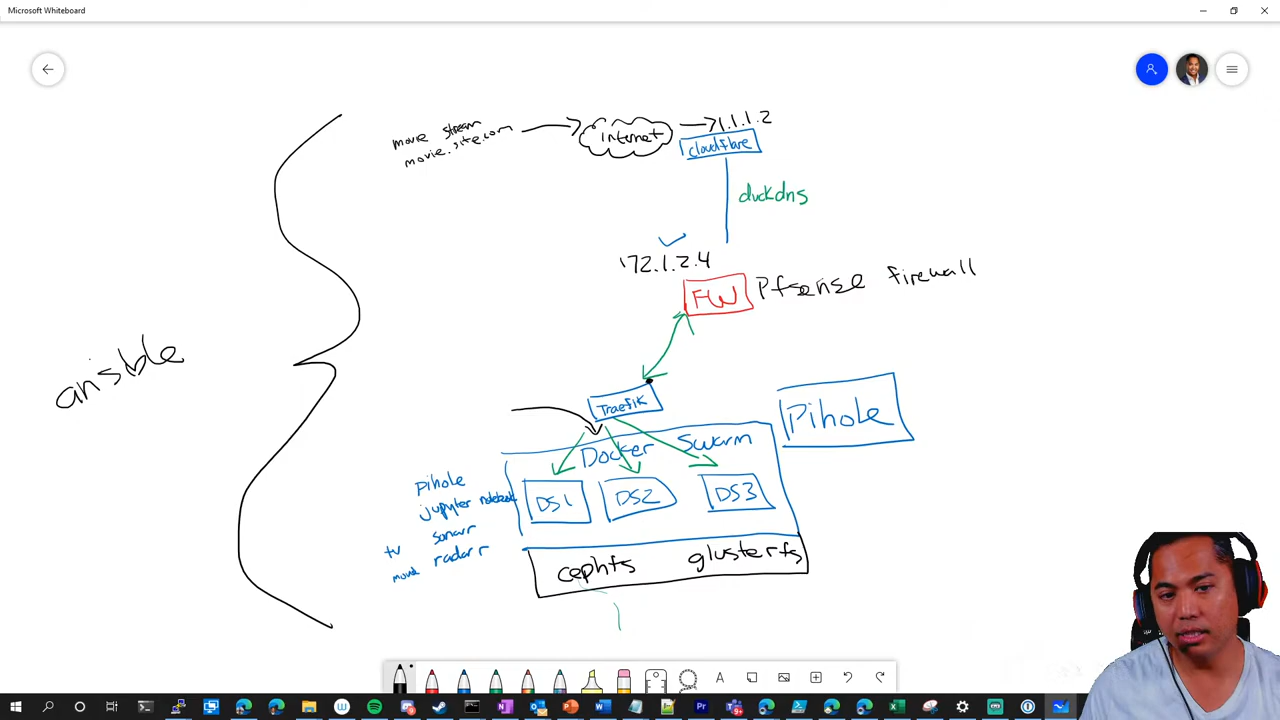 Microsoft Whiteboard
movie stream
movie.site.com
internet
1.1.1.2
cloudflare
duckdns
172.1.2.4
FW
Pfsense firewall
ansible
Traefik
Pihole
Docker Swarm
DS1
DS2
DS3
pihole
jupyter notebook
sonarr
tv
radarr
movie
cephfs
glusterfs